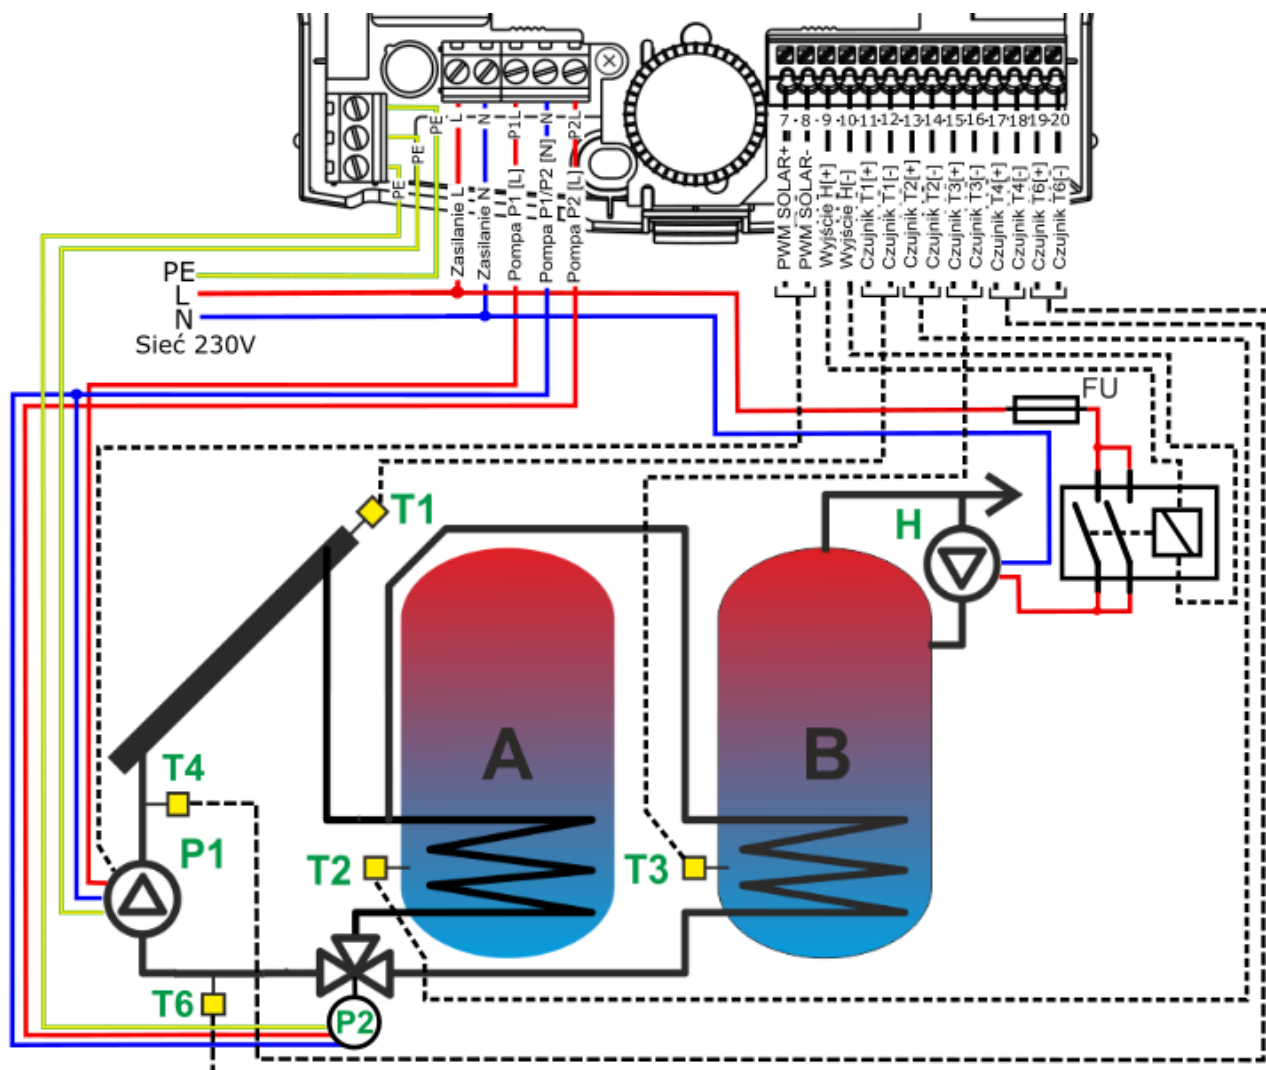 PE
PE
PE
L
N
P1L
N
P2L
Zasilanie L
Zasilanie N
Pompa P1 [L]
Pompa P1/P2 [N]
Pompa P2 [L]
7 8 9 10 11 12 13 14 15 16 17 18 19 20
PWM SOLAR+
PWM SOLAR-
Wyjście H[+]
Wyjście H[-]
Czujnik T1[+]
Czujnik T1[-]
Czujnik T2[+]
Czujnik T2[-]
Czujnik T3[+]
Czujnik T3[-]
Czujnik T4[+]
Czujnik T4[-]
Czujnik T6[+]
Czujnik T6[-]
PE
L
N
Sieć 230V
FU
T1
H
A
B
T4
P1
T2
T3
T6
P2